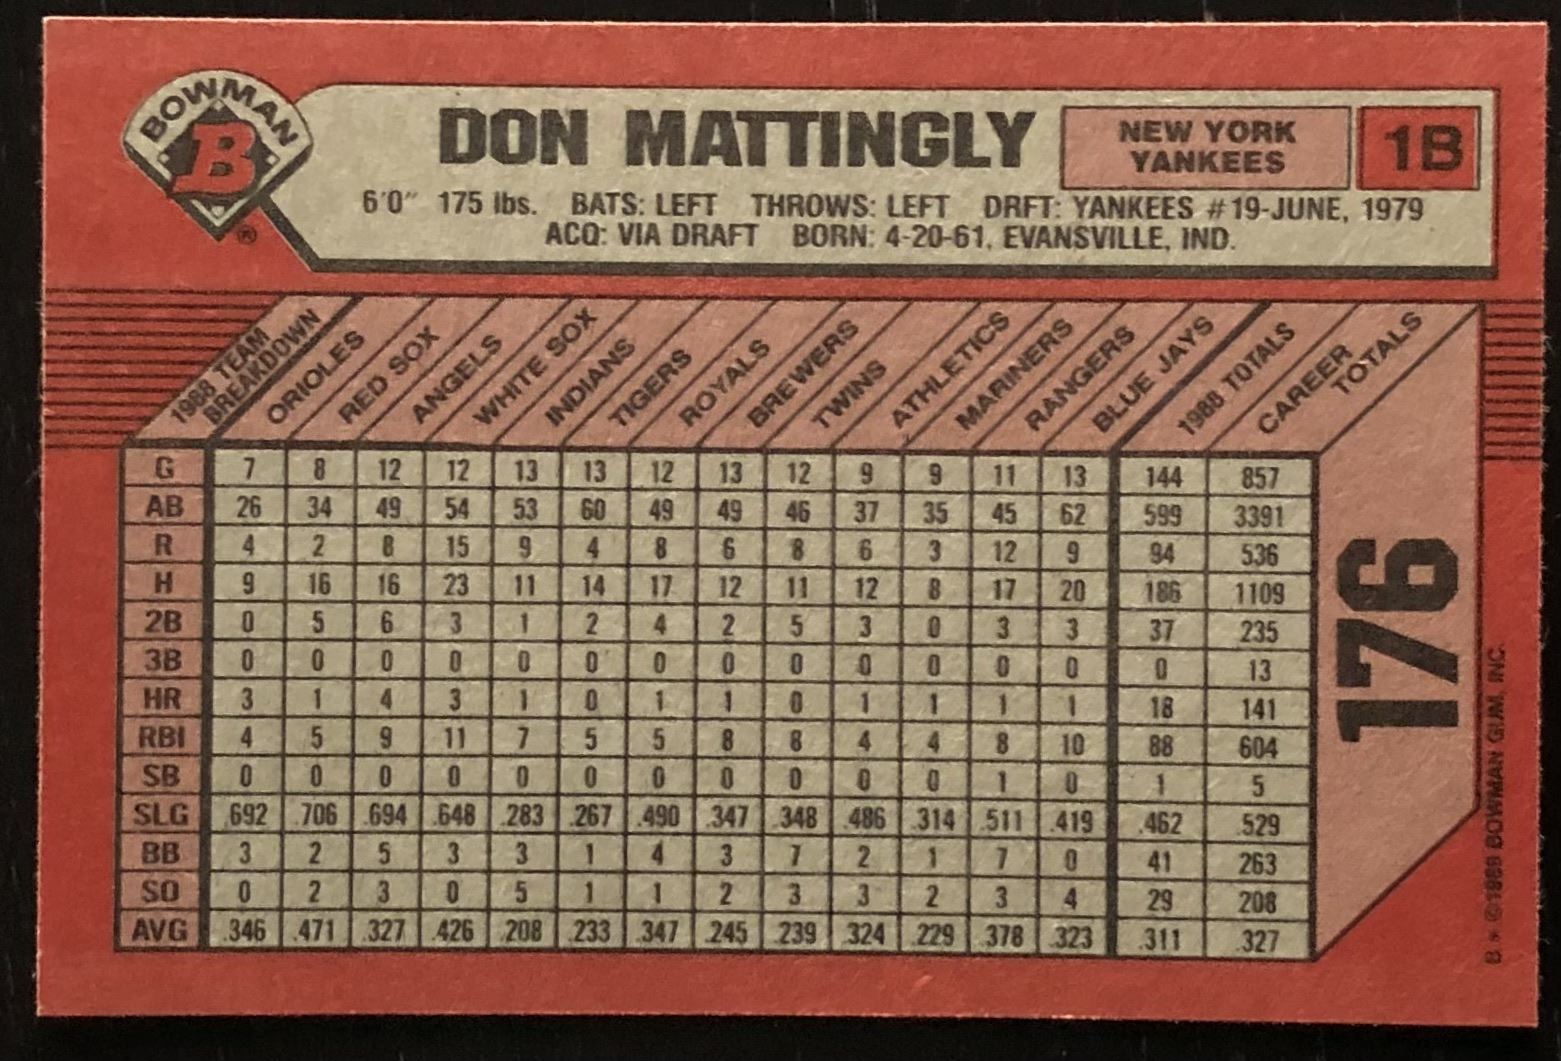 BOWMAN
B
®
DON MATTINGLY
NEW YORK
YANKEES
1B
6'0" 175 lbs. BATS: LEFT THROWS: LEFT DRFT: YANKEES #19-JUNE, 1979
ACQ: VIA DRAFT BORN: 4-20-61, EVANSVILLE, IND.
1988 TEAM BREAKDOWN ORIOLES RED SOX ANGELS WHITE SOX INDIANS TIGERS ROYALS BREWERS TWINS ATHLETICS MARINERS RANGERS BLUE JAYS 1988 TOTALS CAREER TOTALS
G 7 8 12 12 13 13 12 13 12 9 9 11 13 144 857
AB 26 34 49 54 53 60 49 49 46 37 35 45 62 599 3391
R 4 2 8 15 9 4 8 6 8 6 3 12 9 94 536
H 9 16 16 23 11 14 17 12 11 12 8 17 20 186 1109
2B 0 5 6 3 1 2 4 2 5 3 0 3 3 37 235
3B 0 0 0 0 0 0 0 0 0 0 0 0 0 0 13
HR 3 1 4 3 1 0 1 1 0 1 1 1 1 18 141
RBI 4 5 9 11 7 5 5 8 8 4 4 8 10 88 604
SB 0 0 0 0 0 0 0 0 0 0 0 1 0 1 5
SLG .692 .706 .694 .648 .283 .267 .490 .347 .348 .486 .314 .511 .419 .462 .529
BB 3 2 5 3 3 1 4 3 7 2 1 7 0 41 263
SO 0 2 3 0 5 1 1 2 3 3 2 3 4 29 208
AVG .346 .471 .327 .426 .208 .233 .347 .245 .239 .324 .229 .378 .323 .311 .327
176
B * ©1989 BOWMAN GUM, INC.